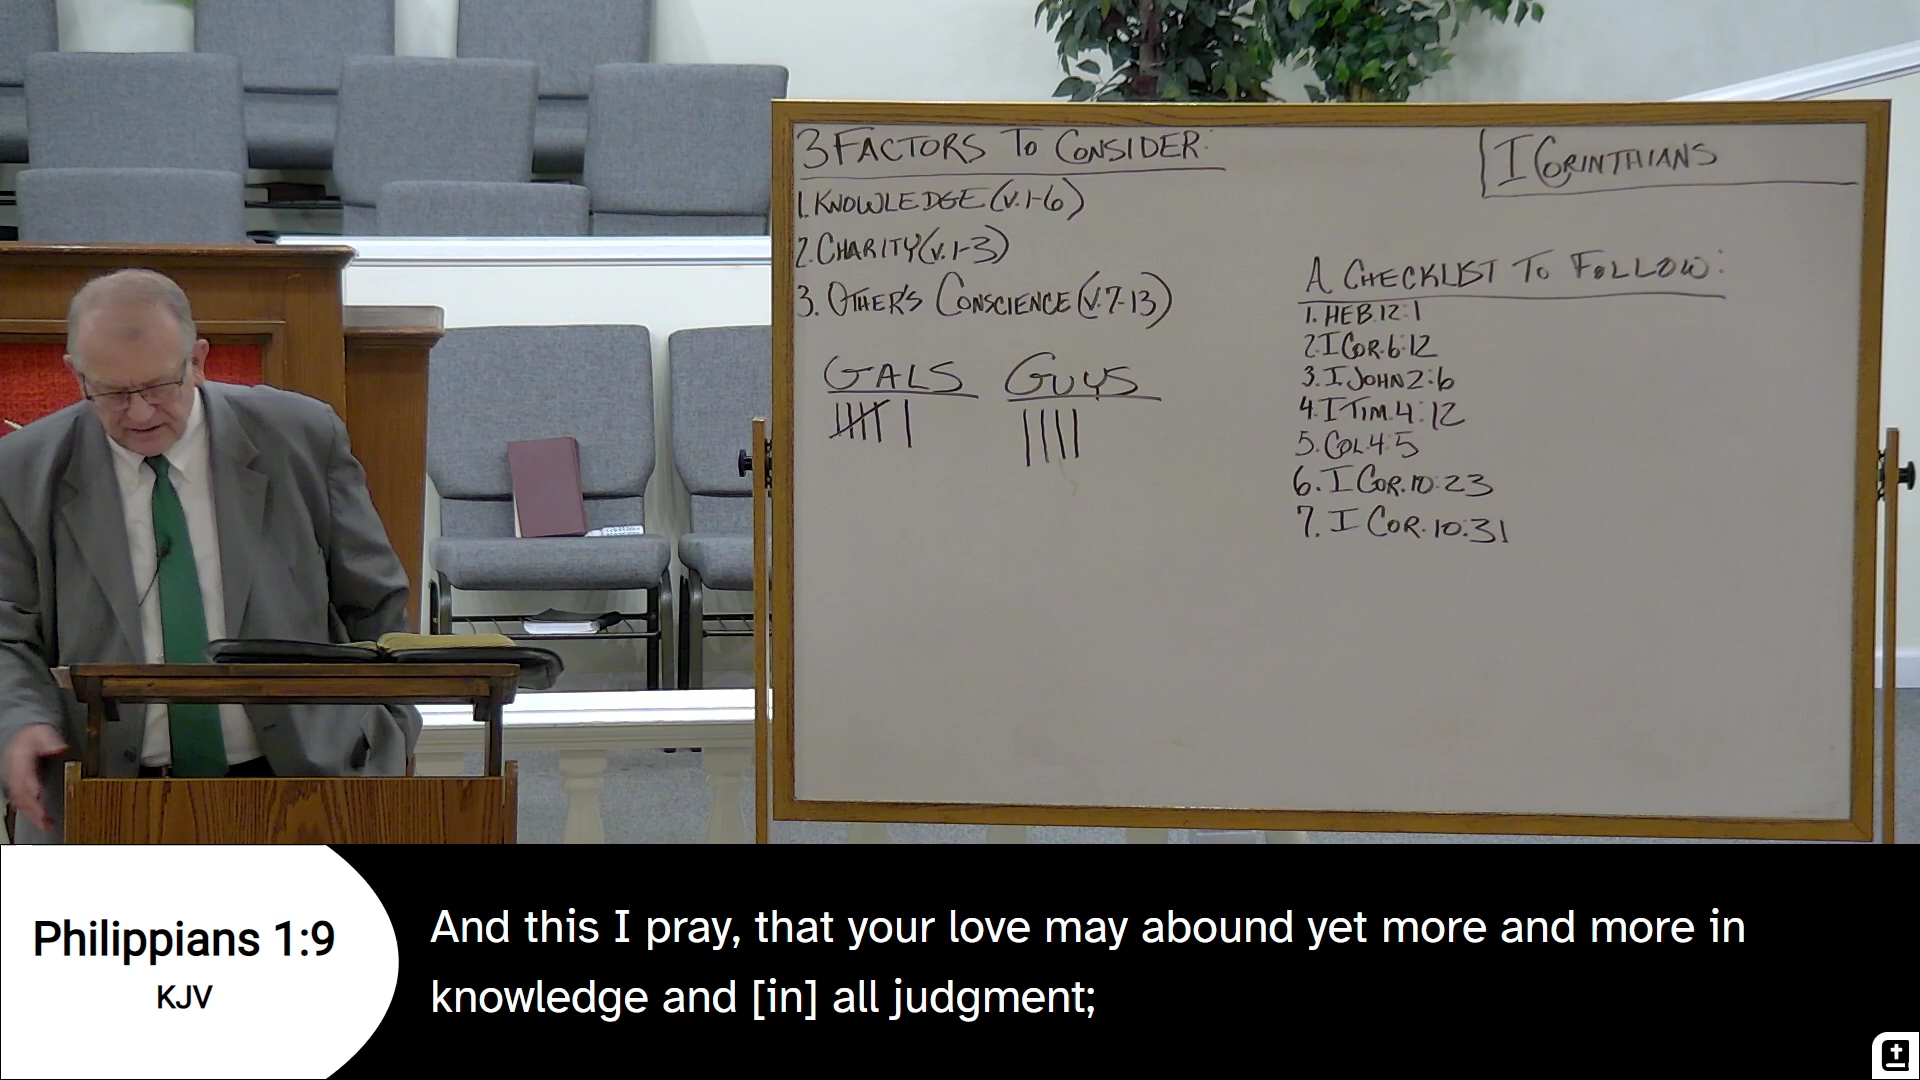 3 FACTORS TO CONSIDER:
1. KNOWLEDGE (V.1-6)
2. CHARITY (V.1-3)
3. OTHER'S CONSCIENCE (V.7-13)
GALS GUYS
I CORINTHIANS
A CHECKLIST TO FOLLOW:
1. HEB. 12:1
2. I COR. 6:12
3. I JOHN 2:6
4. I TIM. 4:12
5. COL. 4:5
6. I COR. 10:23
7. I COR. 10:31
Philippians 1:9
KJV
And this I pray, that your love may abound yet more and more in
knowledge and [in] all judgment;